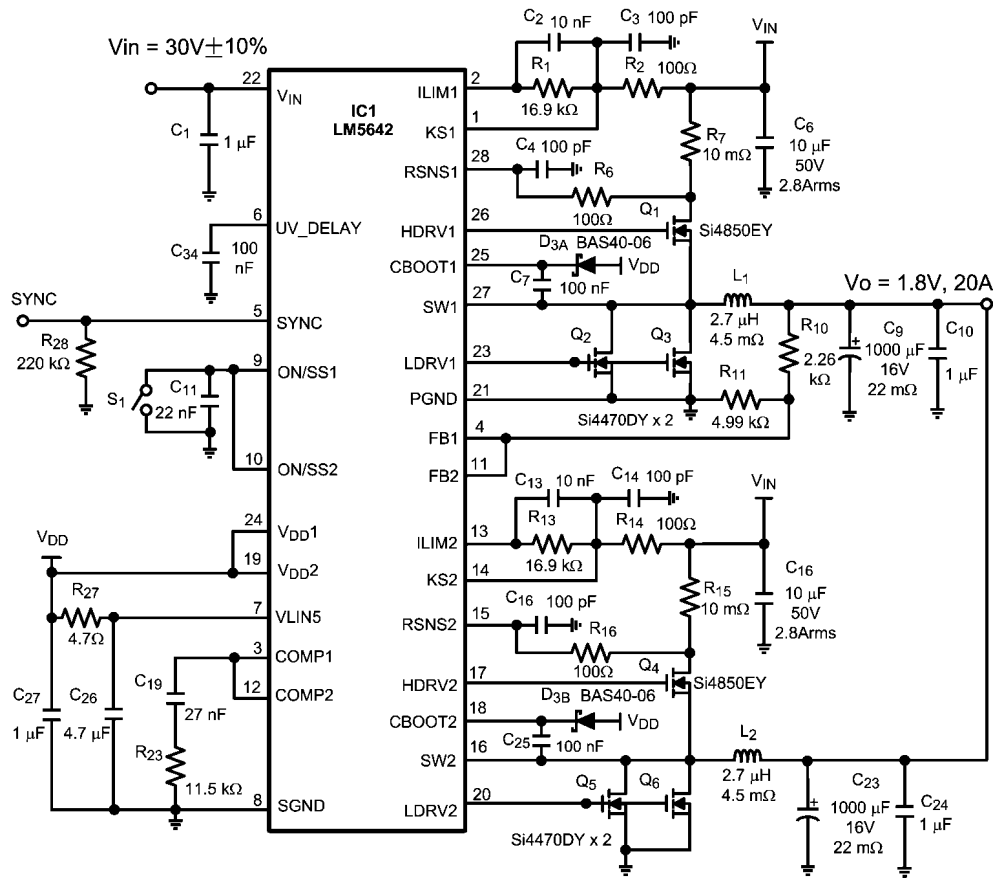 Vin = 30V±10%
22
V_IN
C1
1 μF
IC1
LM5642
6
UV_DELAY
C34
100
nF
SYNC
5
SYNC
R28
220 kΩ
9
ON/SS1
S1
C11
22 nF
10
ON/SS2
24
V_DD1
V_DD
19
V_DD2
R27
4.7Ω
7
VLIN5
3
COMP1
C19
27 nF
12
COMP2
C27
1 μF
C26
4.7 μF
R23
11.5 kΩ
8
SGND
2
ILIM1
C2
10 nF
C3
100 pF
R1
16.9 kΩ
R2
100Ω
V_IN
1
KS1
R7
10 mΩ
C6
10 μF
50V
2.8Arms
28
RSNS1
C4
100 pF
R6
100Ω
26
HDRV1
Q1
Si4850EY
25
CBOOT1
D3A
BAS40-06
V_DD
C7
100 nF
27
SW1
L1
2.7 μH
4.5 mΩ
Vo = 1.8V, 20A
23
LDRV1
Q2
Q3
R10
2.26
kΩ
C9
1000 μF
16V
22 mΩ
C10
1 μF
21
PGND
Si4470DY x 2
R11
4.99 kΩ
4
FB1
11
FB2
13
ILIM2
C13
10 nF
C14
100 pF
R13
16.9 kΩ
R14
100Ω
V_IN
14
KS2
R15
10 mΩ
C16
10 μF
50V
2.8Arms
15
RSNS2
C16
100 pF
R16
100Ω
17
HDRV2
Q4
Si4850EY
18
CBOOT2
D3B
BAS40-06
V_DD
C25
100 nF
16
SW2
L2
2.7 μH
4.5 mΩ
20
LDRV2
Q5
Q6
Si4470DY x 2
C23
1000 μF
16V
22 mΩ
C24
1 μF